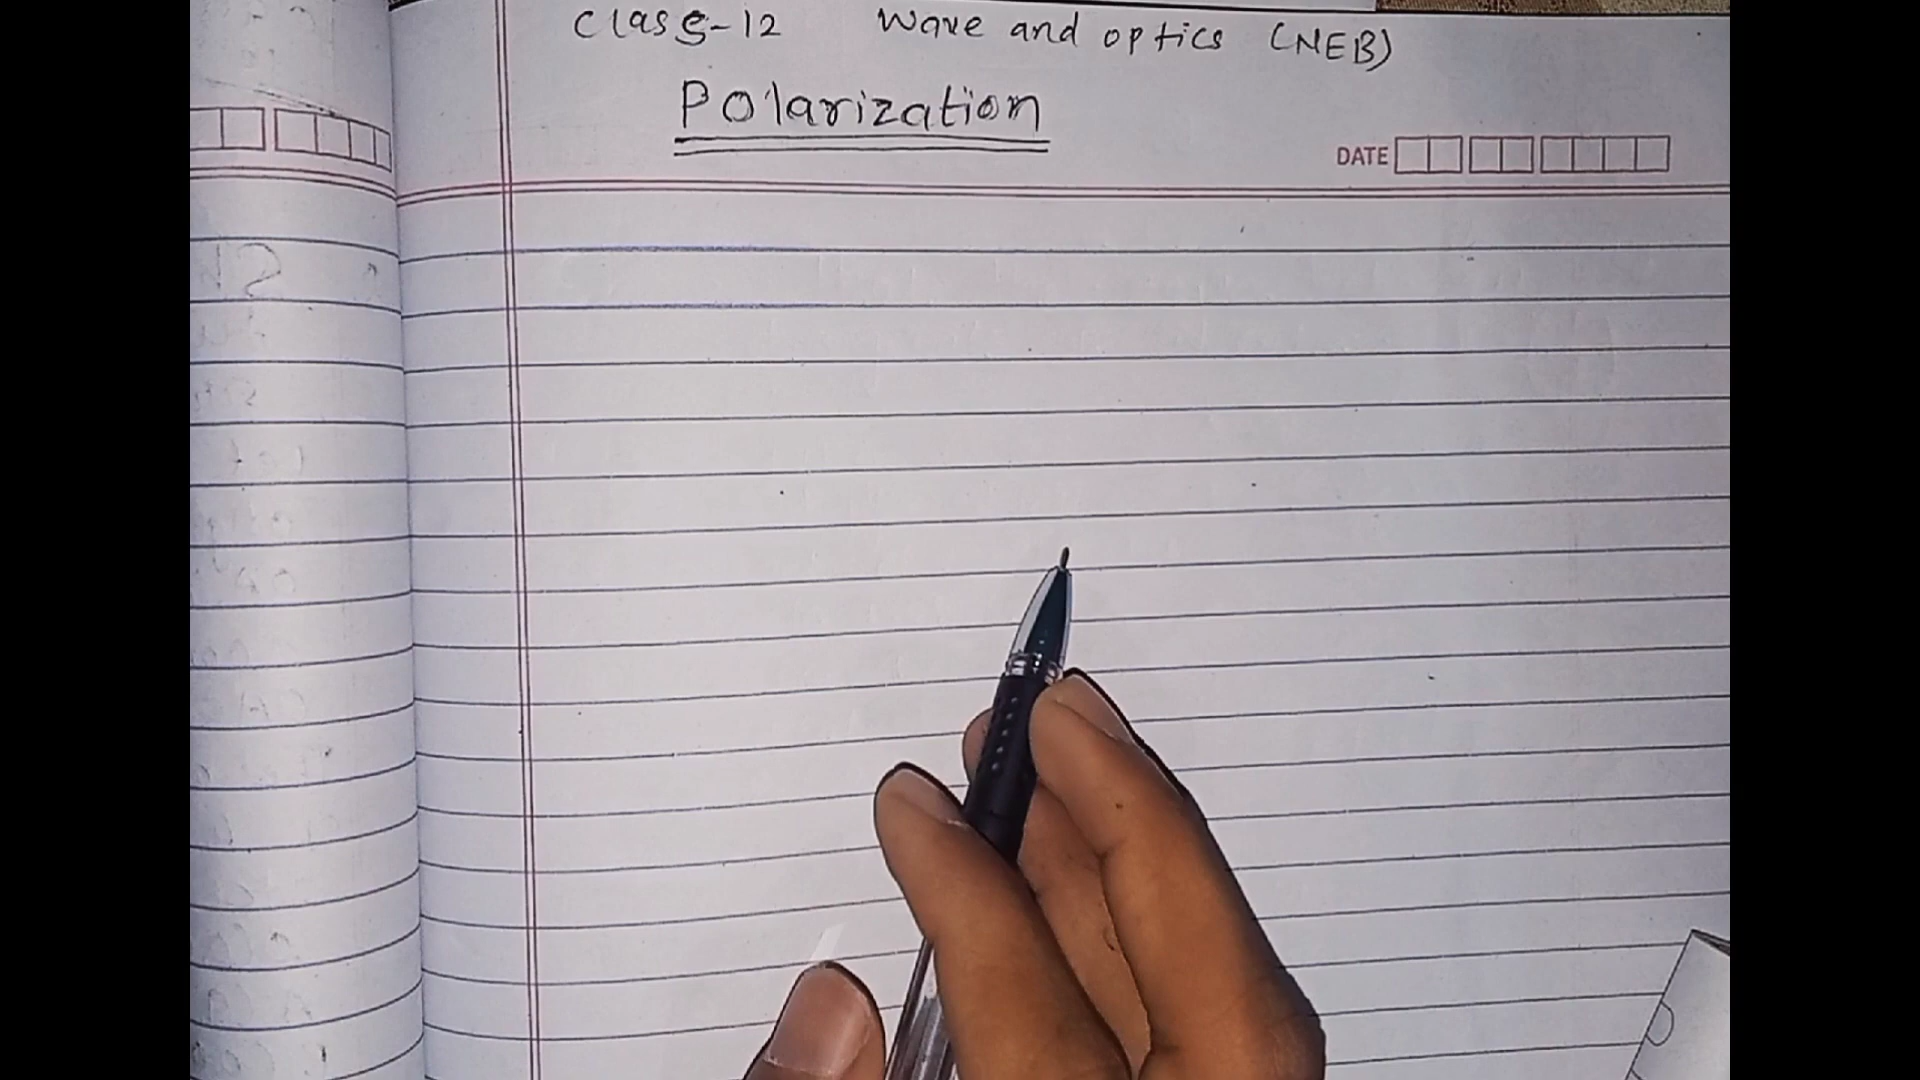 Class-12 Wave and optics (NEB)
Polarization
DATE